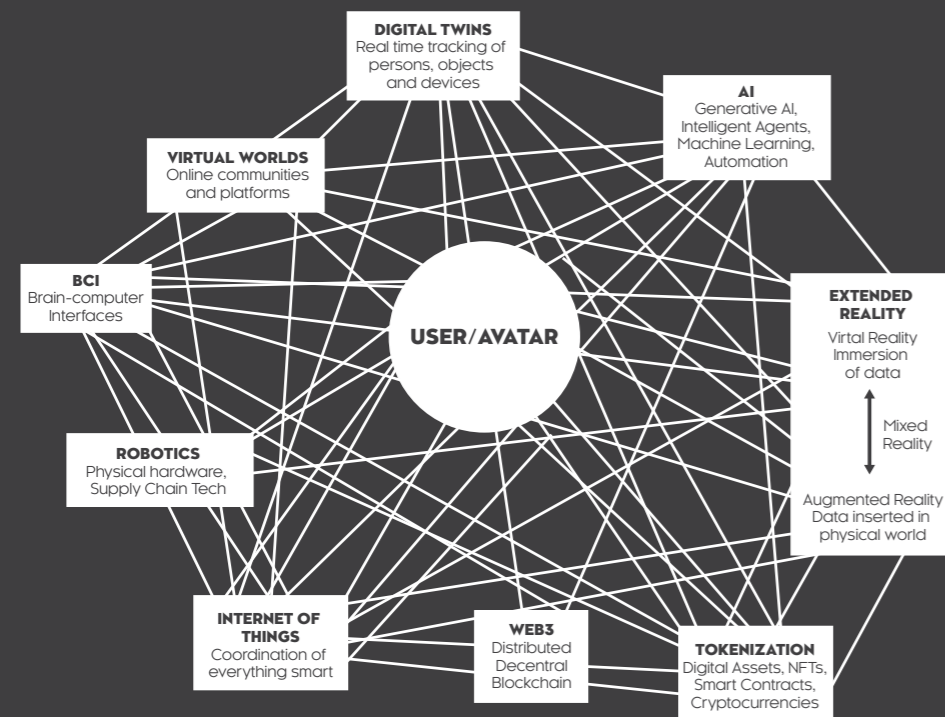 DIGITAL TWINS
Real time tracking of
persons, objects
and devices
AI
Generative AI,
Intelligent Agents,
Machine Learning,
Automation
VIRTUAL WORLDS
Online communities
and platforms
BCI
Brain-computer
Interfaces
USER/AVATAR
EXTENDED
REALITY
Virtal Reality
Immersion
of data
Mixed
Reality
Augmented Reality
Data inserted in
physical world
ROBOTICS
Physical hardware,
Supply Chain Tech
INTERNET OF
THINGS
Coordination of
everything smart
WEB3
Distributed
Decentral
Blockchain
TOKENIZATION
Digital Assets, NFTs,
Smart Contracts,
Cryptocurrencies